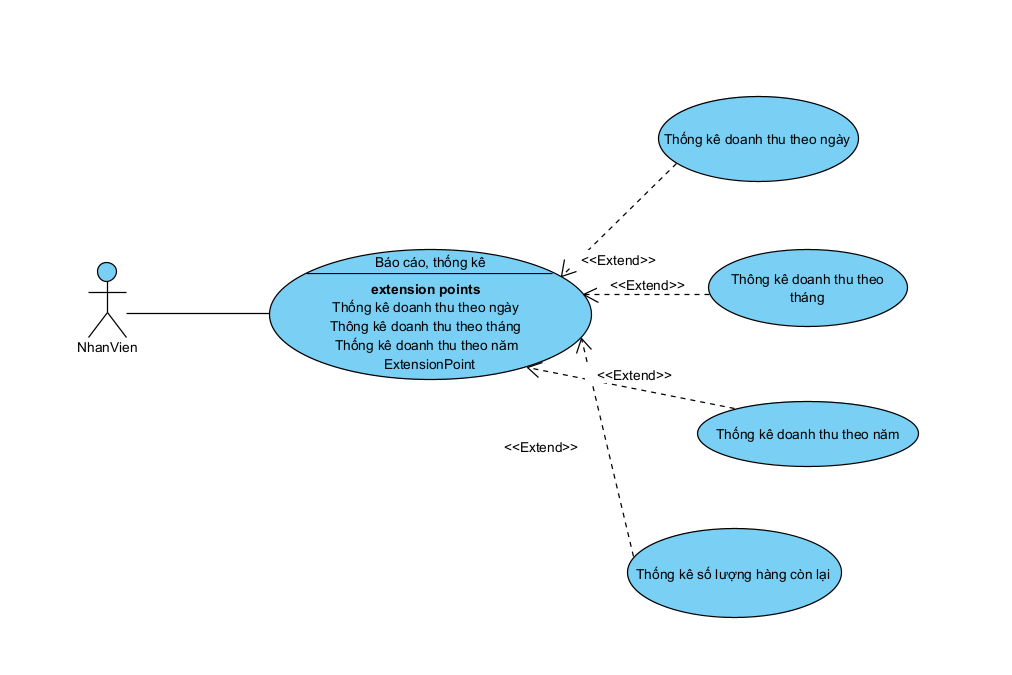 Thống kê doanh thu theo ngày
Báo cáo, thống kê
<<Extend>>
Thông kê doanh thu theo
tháng
<<Extend>>
extension points
Thống kê doanh thu theo ngày
Thông kê doanh thu theo tháng
Thống kê doanh thu theo năm
ExtensionPoint
NhanVien
<<Extend>>
Thống kê doanh thu theo năm
<<Extend>>
Thống kê số lượng hàng còn lại